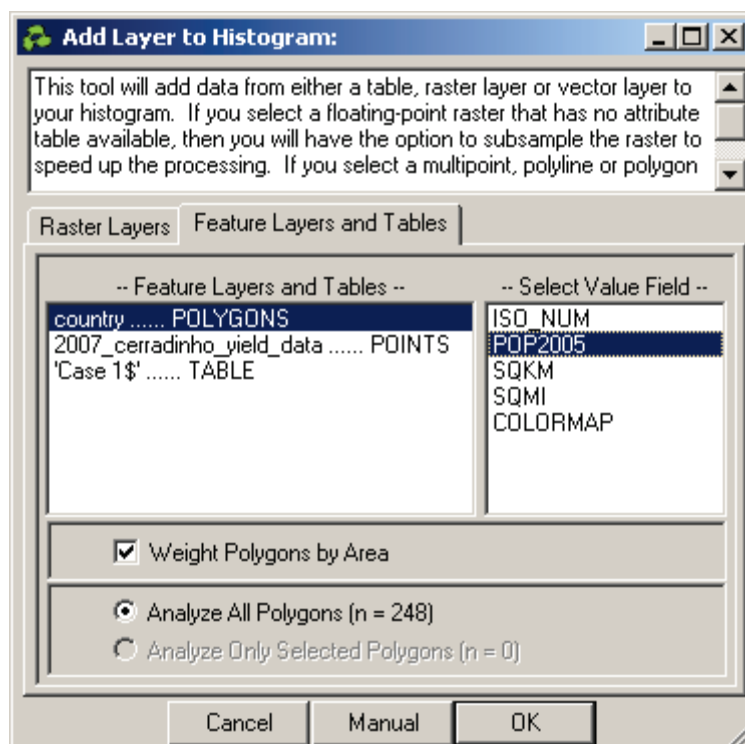 Add Layer to Histogram:
This tool will add data from either a table, raster layer or vector layer to
your histogram. If you select a floating-point raster that has no attribute
table available, then you will have the option to subsample the raster to
speed up the processing. If you select a multipoint, polyline or polygon
Raster Layers
Feature Layers and Tables
-- Feature Layers and Tables --
country ...... POLYGONS
2007_cerradinho_yield_data ...... POINTS
'Case 1$' ...... TABLE
-- Select Value Field --
ISO_NUM
POP2005
SQKM
SQMI
COLORMAP
Weight Polygons by Area
Analyze All Polygons (n = 248)
Analyze Only Selected Polygons (n = 0)
Cancel
Manual
OK